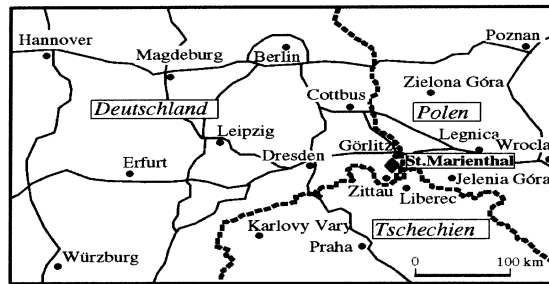 Hannover
Poznan
Magdeburg
Berlin
Zielona Góra
Cottbus
Deutschland
Polen
Leipzig
Legnica
Wrocla
Görlitz
Dresden
St.Marienthal
Erfurt
Zittau
Jelenia Góra
Liberec
Karlovy Vary
Tschechien
Praha
Würzburg
0 100 km